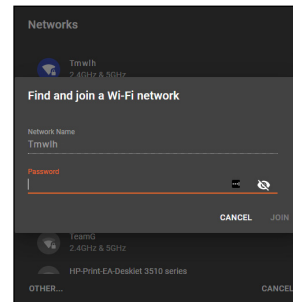 Networks
Tmwlh
2.4GHz & 5GHz
Find and join a Wi-Fi network
Network Name
Tmwlh
Password
CANCEL JOIN
TeamG
2.4GHz & 5GHz
HP-Print-EA-Deskjet 3510 series
OTHER... CANCEL